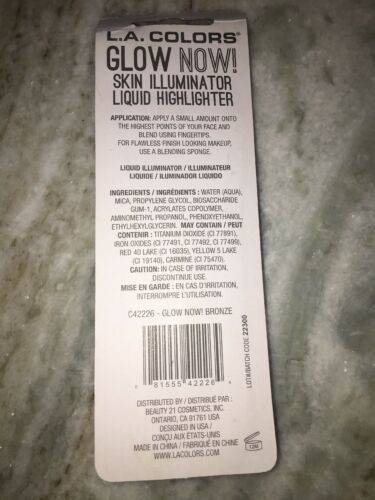 L.A. COLORS
GLOW NOW!
SKIN ILLUMINATOR
LIQUID HIGHLIGHTER
APPLICATION: APPLY A SMALL AMOUNT ONTO
THE HIGHEST POINTS OF YOUR FACE AND
BLEND USING FINGERTIPS.
FOR FLAWLESS FINISH LOOKING MAKEUP,
USE A BLENDING SPONGE.
LIQUID ILLUMINATOR / ILLUMINATEUR
LIQUIDE / ILUMINADOR LIQUIDO
INGREDIENTS / INGRÉDIENTS : WATER (AQUA),
MICA, PROPYLENE GLYCOL, BIOSACCHARIDE
GUM-1, ACRYLATES COPOLYMER,
AMINOMETHYL PROPANOL, PHENOXYETHANOL,
ETHYLHEXYLGLYCERIN. MAY CONTAIN / PEUT
CONTENIR : TITANIUM DIOXIDE (CI 77891),
IRON OXIDES (CI 77491, CI 77492, CI 77499),
RED 40 LAKE (CI 16035), YELLOW 5 LAKE
(CI 19140), CARMINE (CI 75470).
CAUTION: IN CASE OF IRRITATION,
DISCONTINUE USE.
MISE EN GARDE : EN CAS D'IRRITATION,
INTERROMPRE L'UTILISATION.
C42226 - GLOW NOW! BRONZE
LOT#/BATCH CODE 22300
8 81555 42226 4
DISTRIBUTED BY / DISTRIBUÉ PAR :
BEAUTY 21 COSMETICS, INC.
ONTARIO, CA 91761 USA
DESIGNED IN USA /
CONÇU AUX ÉTATS-UNIS
MADE IN CHINA / FABRIQUÉ EN CHINE
WWW.LACOLORS.COM
12M